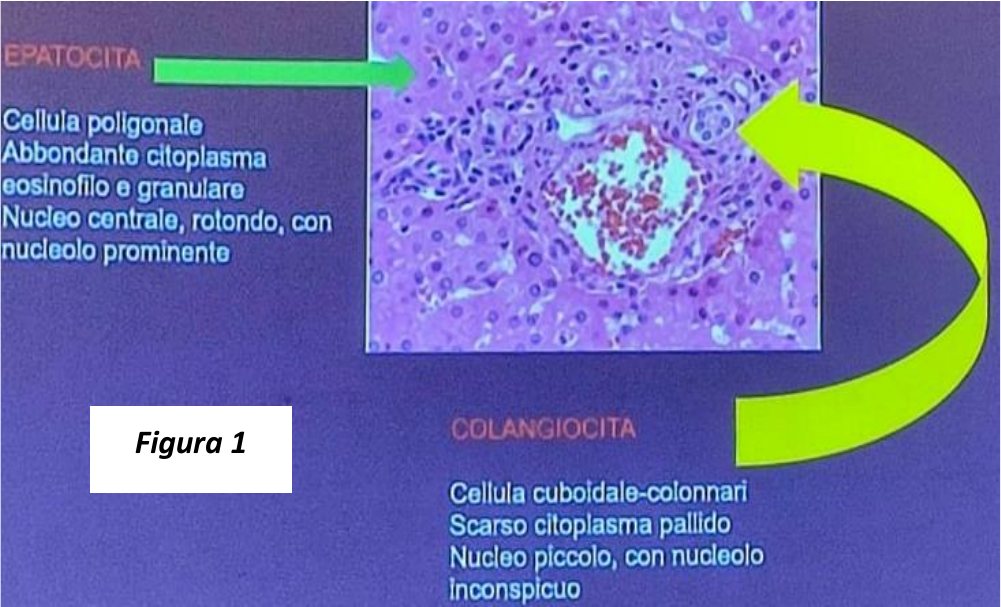 EPATOCITA
Cellula poligonale
Abbondante citoplasma
eosinofilo e granulare
Nucleo centrale, rotondo, con
nucleolo prominente
Figura 1
COLANGIOCITA
Cellula cuboidale-colonnari
Scarso citoplasma pallido
Nucleo piccolo, con nucleolo
inconspicuo